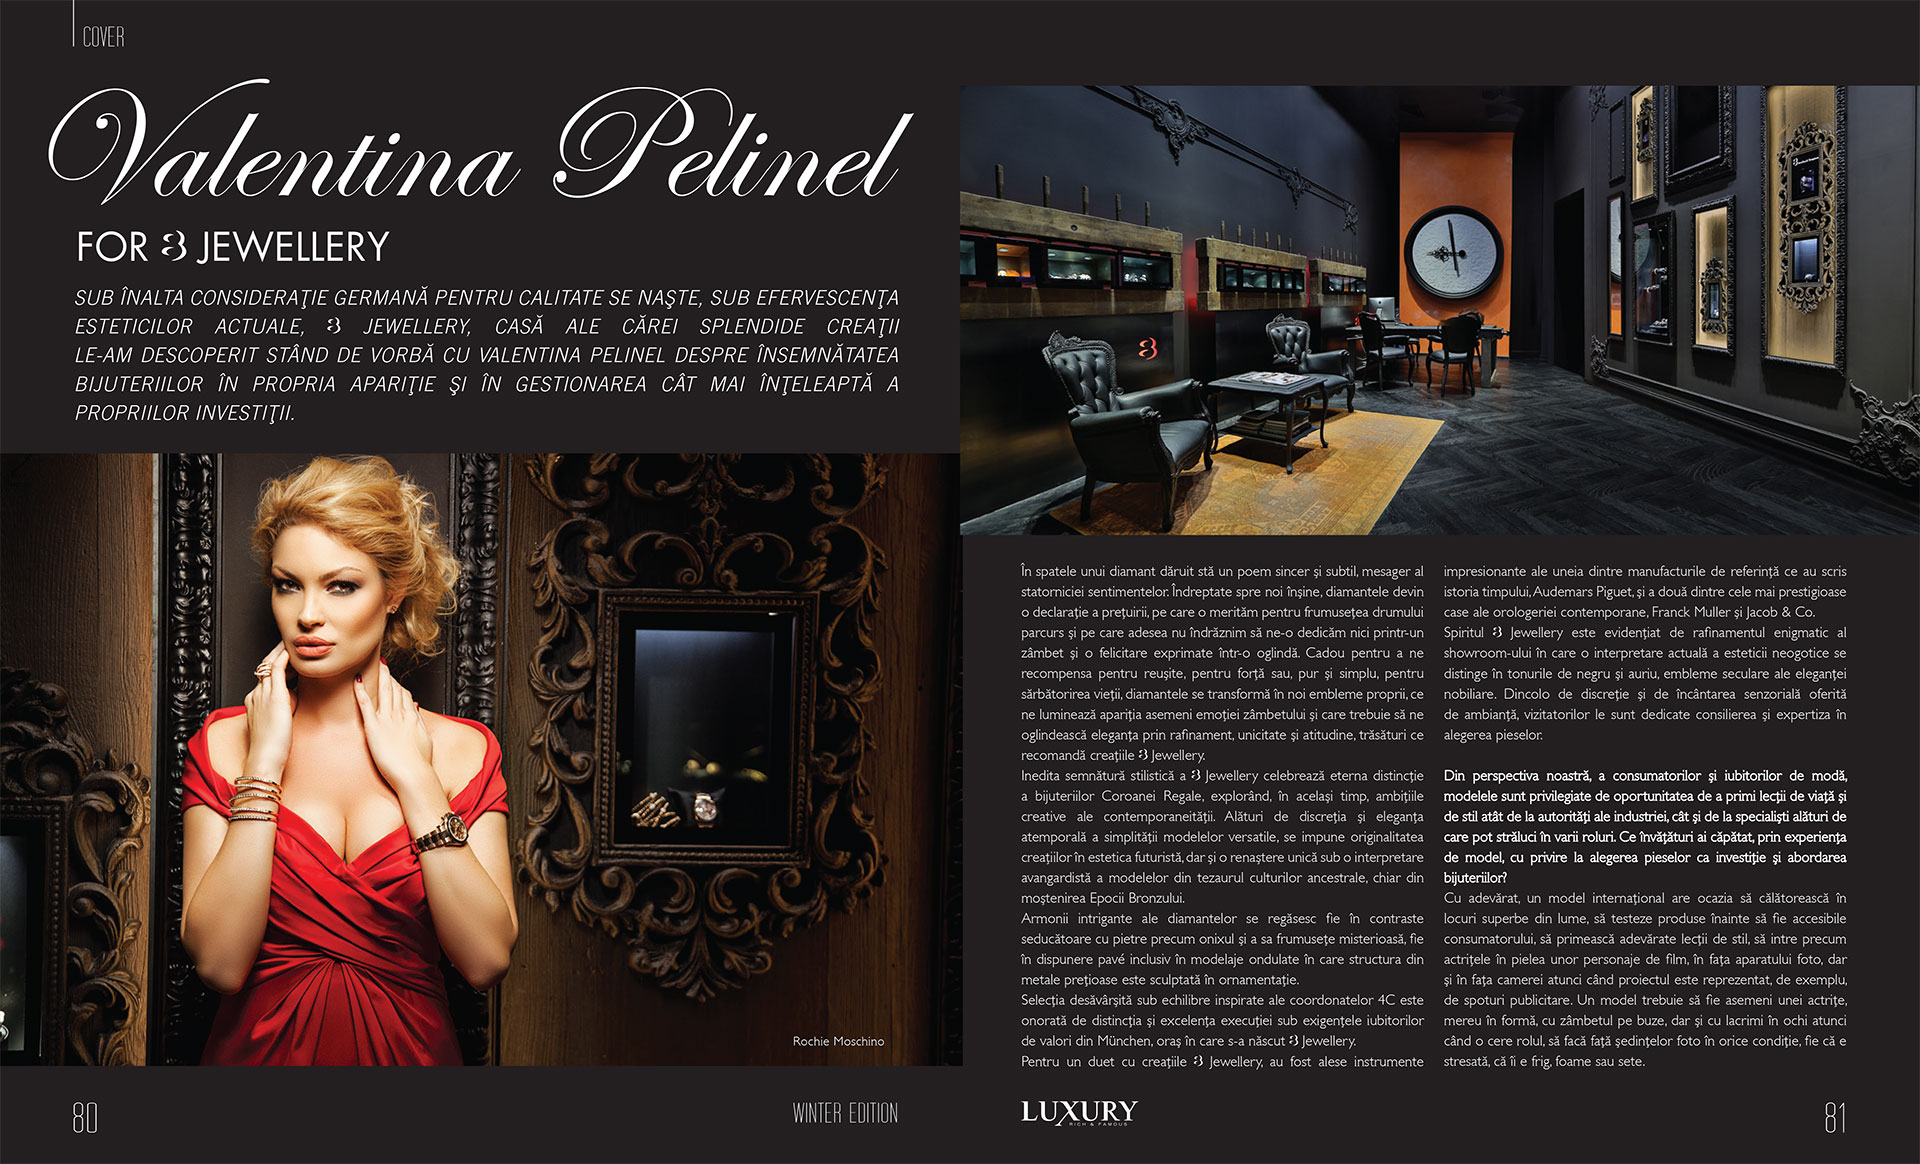 COVER
Valentina Pelinel
FOR 8 JEWELLERY
SUB ÎNALTA CONSIDERAŢIE GERMANĂ PENTRU CALITATE SE NAŞTE, SUB EFERVESCENŢA
ESTETICILOR ACTUALE, 8 JEWELLERY, CASĂ ALE CĂREI SPLENDIDE CREAŢII
LE-AM DESCOPERIT STÂND DE VORBĂ CU VALENTINA PELINEL DESPRE ÎNSEMNĂTATEA
BIJUTERIILOR ÎN PROPRIA APARIŢIE ŞI ÎN GESTIONAREA CÂT MAI ÎNŢELEAPTĂ A
PROPRIILOR INVESTIŢII.
Rochie Moschino
80
WINTER EDITION
8
În spatele unui diamant dăruit stă un poem sincer şi subtil, mesager al
statorniciei sentimentelor. Îndreptate spre noi înşine, diamantele devin
o declaraţie a preţuirii, pe care o merităm pentru frumuseţea drumului
parcurs şi pe care adesea nu îndrăznim să ne-o dedicăm nici printr-un
zâmbet şi o felicitare exprimate într-o oglindă. Cadou pentru a ne
recompensa pentru reuşite, pentru forţă sau, pur şi simplu, pentru
sărbătorirea vieţii, diamantele se transformă în noi embleme proprii, ce
ne luminează apariţia asemeni emoţiei zâmbetului şi care trebuie să ne
oglindească eleganţa prin rafinament, unicitate şi atitudine, trăsături ce
recomandă creaţiile 8 Jewellery.
Inedita semnătură stilistică a 8 Jewellery celebrează eterna distincţie
a bijuteriilor Coroanei Regale, explorând, în acelaşi timp, ambiţiile
creative ale contemporaneităţii. Alături de discreţia şi eleganţa
atemporală a simplităţii modelelor versatile, se impune originalitatea
creaţiilor în estetica futuristă, dar şi o renaştere unică sub o interpretare
avangardistă a modelelor din tezaurul culturilor ancestrale, chiar din
moştenirea Epocii Bronzului.
Armonii intrigante ale diamantelor se regăsesc fie în contraste
seducătoare cu pietre precum onixul şi a sa frumuseţe misterioasă, fie
în dispunere pavé inclusiv în modelaje ondulate în care structura din
metale preţioase este sculptată în ornamentaţie.
Selecţia desăvârşită sub echilibre inspirate ale coordonatelor 4C este
onorată de distincţia şi excelenţa execuţiei sub exigenţele iubitorilor
de valori din München, oraş în care s-a născut 8 Jewellery.
Pentru un duet cu creaţiile 8 Jewellery, au fost alese instrumente
impresionante ale uneia dintre manufacturile de referinţă ce au scris
istoria timpului, Audemars Piguet, şi a două dintre cele mai prestigioase
case ale orologeriei contemporane, Franck Muller şi Jacob & Co.
Spiritul 8 Jewellery este evidenţiat de rafinamentul enigmatic al
showroom-ului în care o interpretare actuală a esteticii neogotice se
distinge în tonurile de negru şi auriu, embleme seculare ale eleganţei
nobiliare. Dincolo de discreţie şi de încântarea senzorială oferită
de ambianţă, vizitatorilor le sunt dedicate consilierea şi expertiza în
alegerea pieselor.
Din perspectiva noastră, a consumatorilor şi iubitorilor de modă,
modelele sunt privilegiate de oportunitatea de a primi lecţii de viaţă şi
de stil atât de la autorităţi ale industriei, cât şi de la specialişti alături de
care pot străluci în varii roluri. Ce învăţături ai căpătat, prin experienţa
de model, cu privire la alegerea pieselor ca investiţie şi abordarea
bijuteriilor?
Cu adevărat, un model internaţional are ocazia să călătorească în
locuri superbe din lume, să testeze produse înainte să fie accesibile
consumatorului, să primească adevărate lecţii de stil, să intre precum
actriţele în pielea unor personaje de film, în faţa aparatului foto, dar
şi în faţa camerei atunci când proiectul este reprezentat, de exemplu,
de spoturi publicitare. Un model trebuie să fie asemeni unei actriţe,
mereu în formă, cu zâmbetul pe buze, dar şi cu lacrimi în ochi atunci
când o cere rolul, să facă faţă şedinţelor foto în orice condiţie, fie că e
stresată, că îi e frig, foame sau sete.
LUXURY
RICH & FAMOUS
81